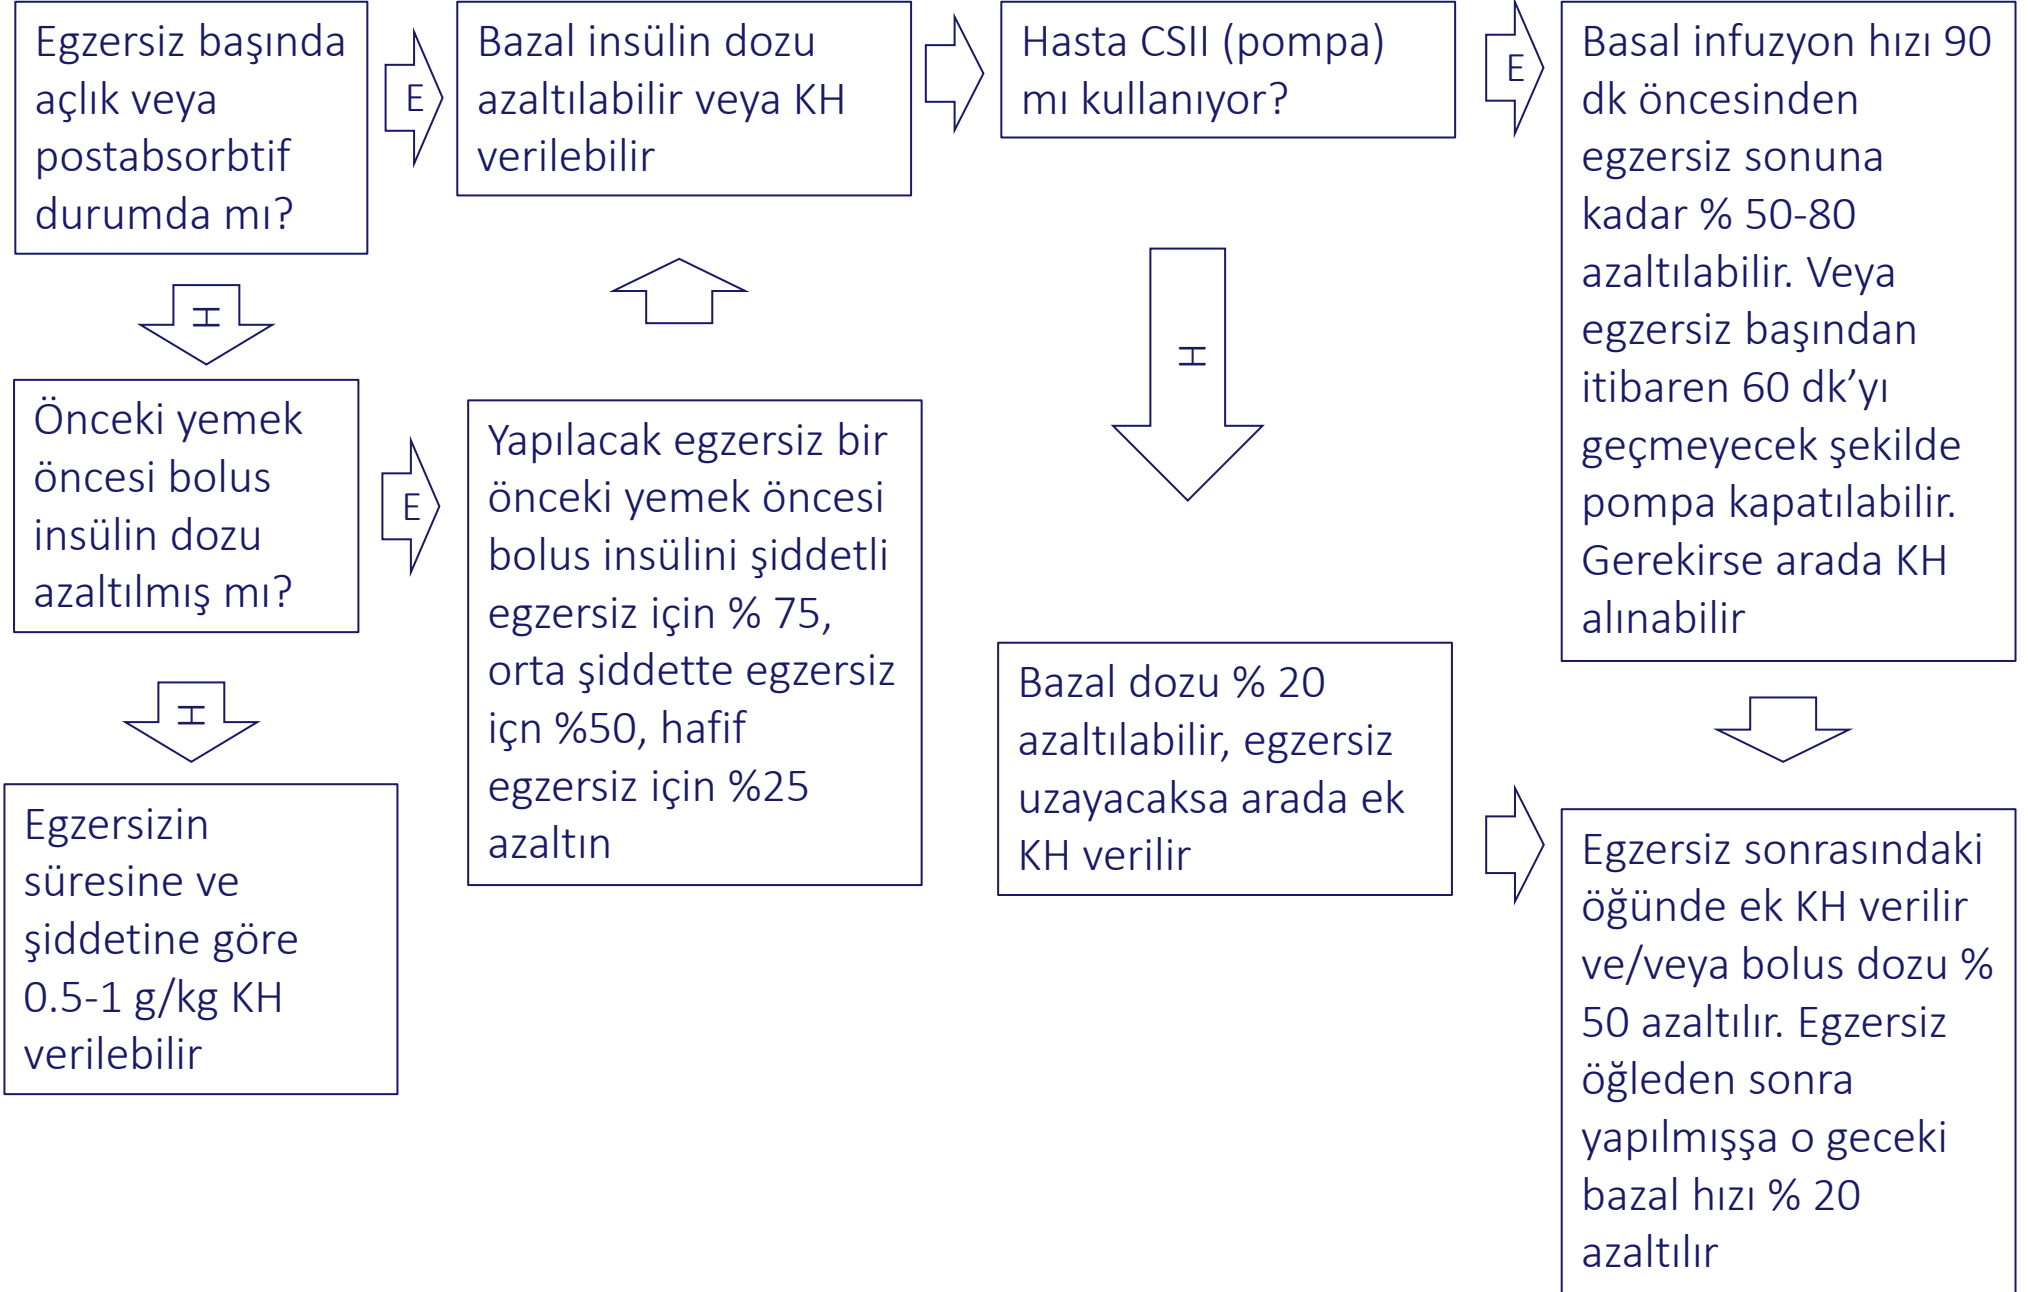 Egzersiz başında
açlık veya
postabsorbtif
durumda mı?
E
Bazal insülin dozu
azaltılabilir veya KH
verilebilir
Hasta CSII (pompa)
mı kullanıyor?
E
Basal infuzyon hızı 90
dk öncesinden
egzersiz sonuna
kadar % 50-80
azaltılabilir. Veya
egzersiz başından
itibaren 60 dk’yı
geçmeyecek şekilde
pompa kapatılabilir.
Gerekirse arada KH
alınabilir
H
H
Önceki yemek
öncesi bolus
insülin dozu
azaltılmış mı?
E
Yapılacak egzersiz bir
önceki yemek öncesi
bolus insülini şiddetli
egzersiz için % 75,
orta şiddette egzersiz
içn %50, hafif
egzersiz için %25
azaltın
H
Egzersizin
süresine ve
şiddetine göre
0.5-1 g/kg KH
verilebilir
Bazal dozu % 20
azaltılabilir, egzersiz
uzayacaksa arada ek
KH verilir
Egzersiz sonrasındaki
öğünde ek KH verilir
ve/veya bolus dozu %
50 azaltılır. Egzersiz
öğleden sonra
yapılmışşa o geceki
bazal hızı % 20
azaltılır